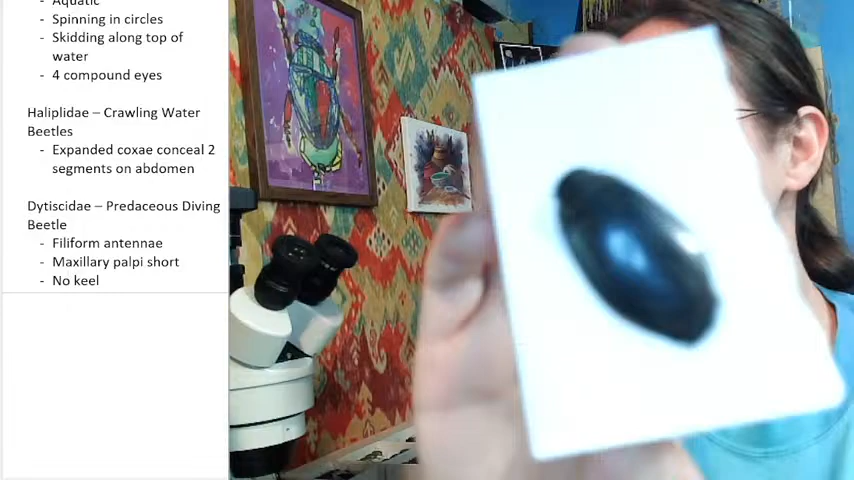 - Aquatic
- Spinning in circles
- Skidding along top of
water
- 4 compound eyes
Haliplidae – Crawling Water
Beetles
- Expanded coxae conceal 2
segments on abdomen
Dytiscidae – Predaceous Diving
Beetle
- Filiform antennae
- Maxillary palpi short
- No keel